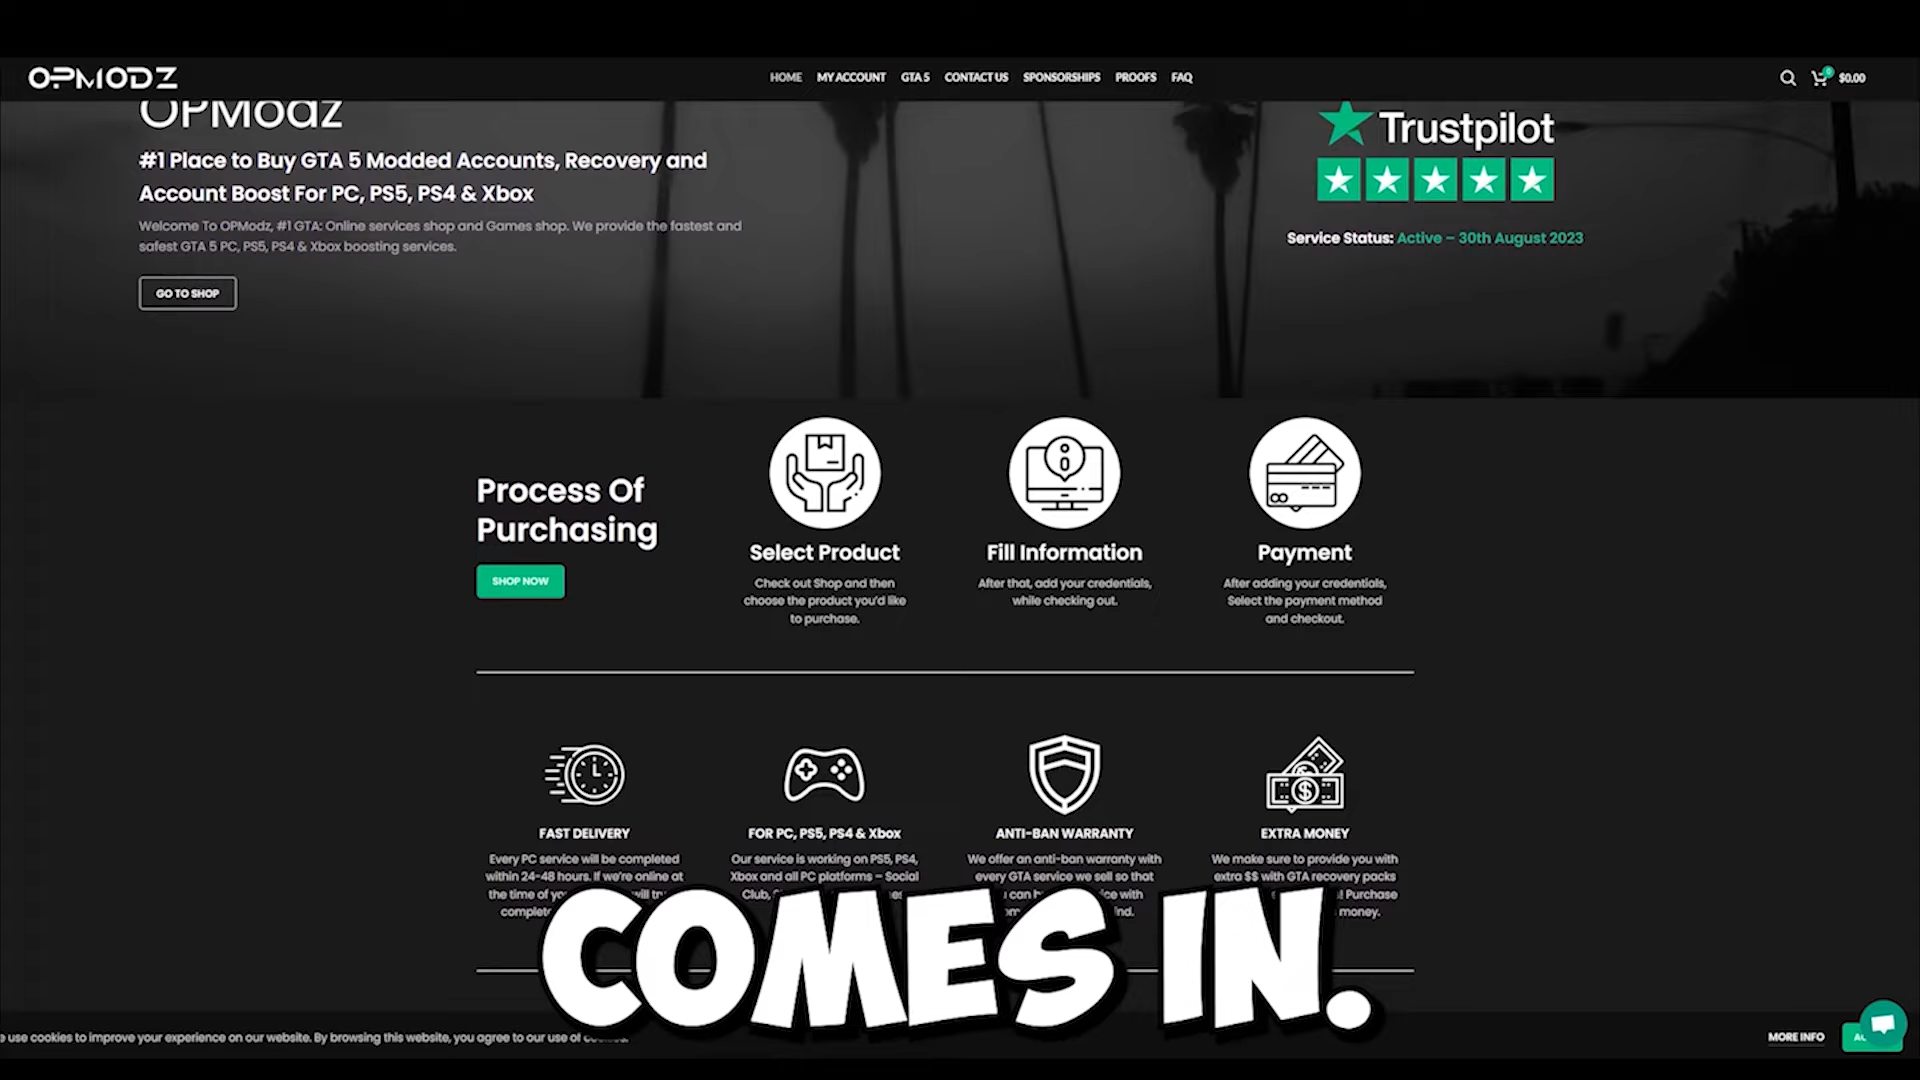 OPMODZ
HOME MY ACCOUNT GTA 5 CONTACT US SPONSORSHIPS PROOFS FAQ
0 $0.00
OPModz
#1 Place to Buy GTA 5 Modded Accounts, Recovery and
Account Boost For PC, PS5, PS4 & Xbox
Welcome To OPModz, #1 GTA: Online services shop and Games shop. We provide the fastest and
safest GTA 5 PC, PS5, PS4 & Xbox boosting services.
GO TO SHOP
Trustpilot
Service Status: Active – 30th August 2023
Process Of
Purchasing
SHOP NOW
Select Product
Check out Shop and then
choose the product you'd like
to purchase.
Fill Information
After that, add your credentials,
while checking out.
Payment
After adding your credentials,
Select the payment method
and checkout.
FAST DELIVERY
Every PC service will be completed
within 24-48 hours. If we're online at
the time of
FOR PC, PS5, PS4 & Xbox
Our service is working on PS5, PS4,
Xbox and all PC platforms – Social
Club,
ANTI-BAN WARRANTY
We offer an anti-ban warranty with
every GTA service we sell so that
can
with
EXTRA MONEY
We make sure to provide you with
extra $$ with GTA recovery packs
! Purchase
money.
COMES IN.
use cookies to improve your experience on our website. By browsing this website, you agree to our use of
MORE INFO